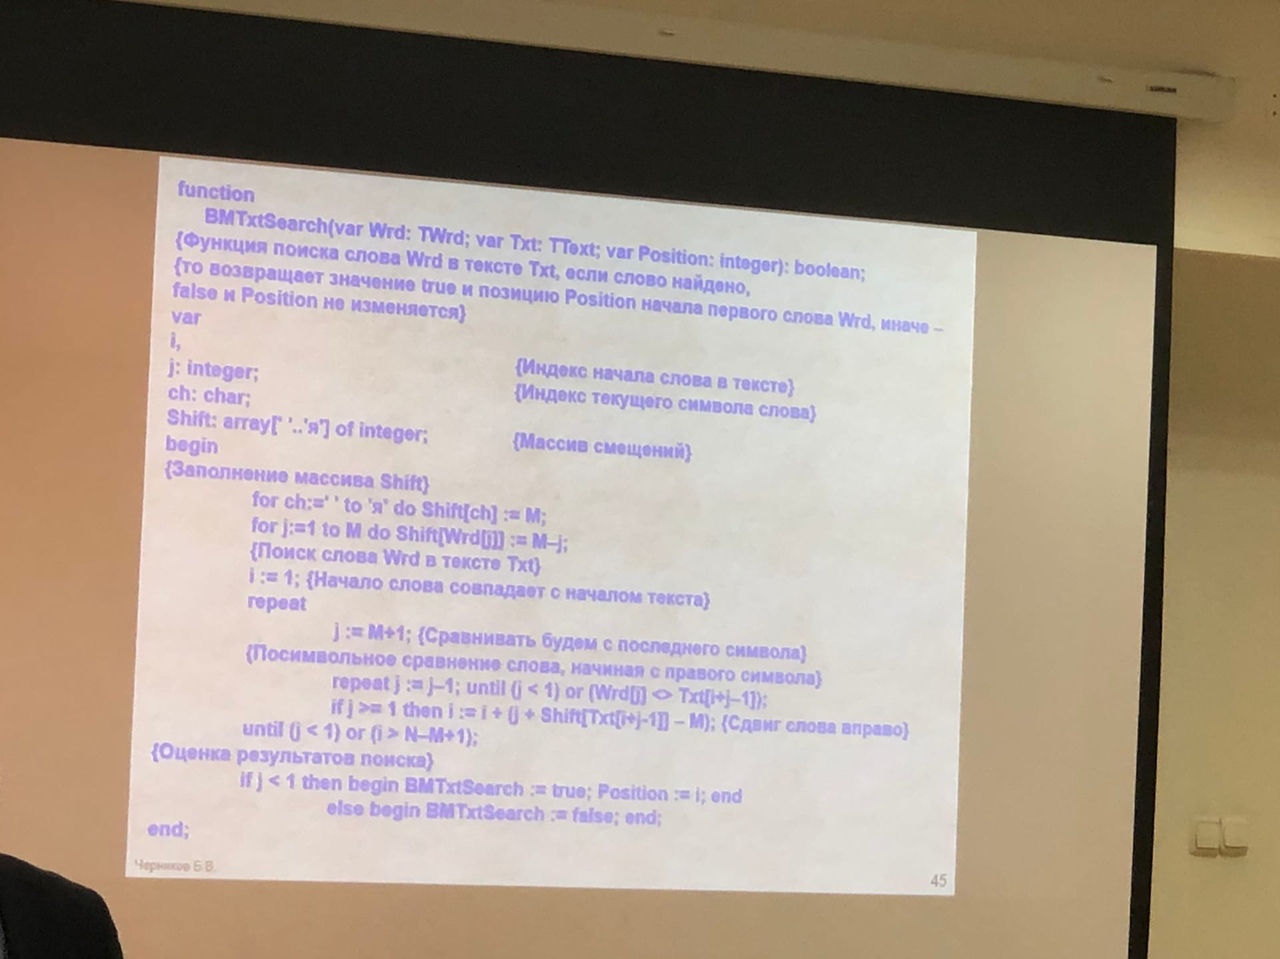 function
BMTxtSearch(var Wrd: TWrd; var Txt: TText; var Position: integer): boolean;
{Функция поиска слова Wrd в тексте Txt, если слово найдено,
{то возвращает значение true и позицию Position начала первого слова Wrd, иначе –
false и Position не изменяется}
var
i, {Индекс начала слова в тексте}
j: integer; {Индекс текущего символа слова}
ch: char;
Shift: array[' '..'я'] of integer; {Массив смещений}
begin
{Заполнение массива Shift}
for ch:=' ' to 'я' do Shift[ch] := M;
for j:=1 to M do Shift[Wrd[j]] := M–j;
{Поиск слова Wrd в тексте Txt}
i := 1; {Начало слова совпадает с началом текста}
repeat
j := M+1; {Сравнивать будем с последнего символа}
{Посимвольное сравнение слова, начиная с правого символа}
repeat j := j–1; until (j < 1) or (Wrd[j] <> Txt[i+j–1]);
if j >= 1 then i := i + (j + Shift[Txt[i+j-1]] – M); {Сдвиг слова вправо}
until (j < 1) or (i > N–M+1);
{Оценка результатов поиска}
if j < 1 then begin BMTxtSearch := true; Position := i; end
else begin BMTxtSearch := false; end;
end;
Черников Б.В.
45